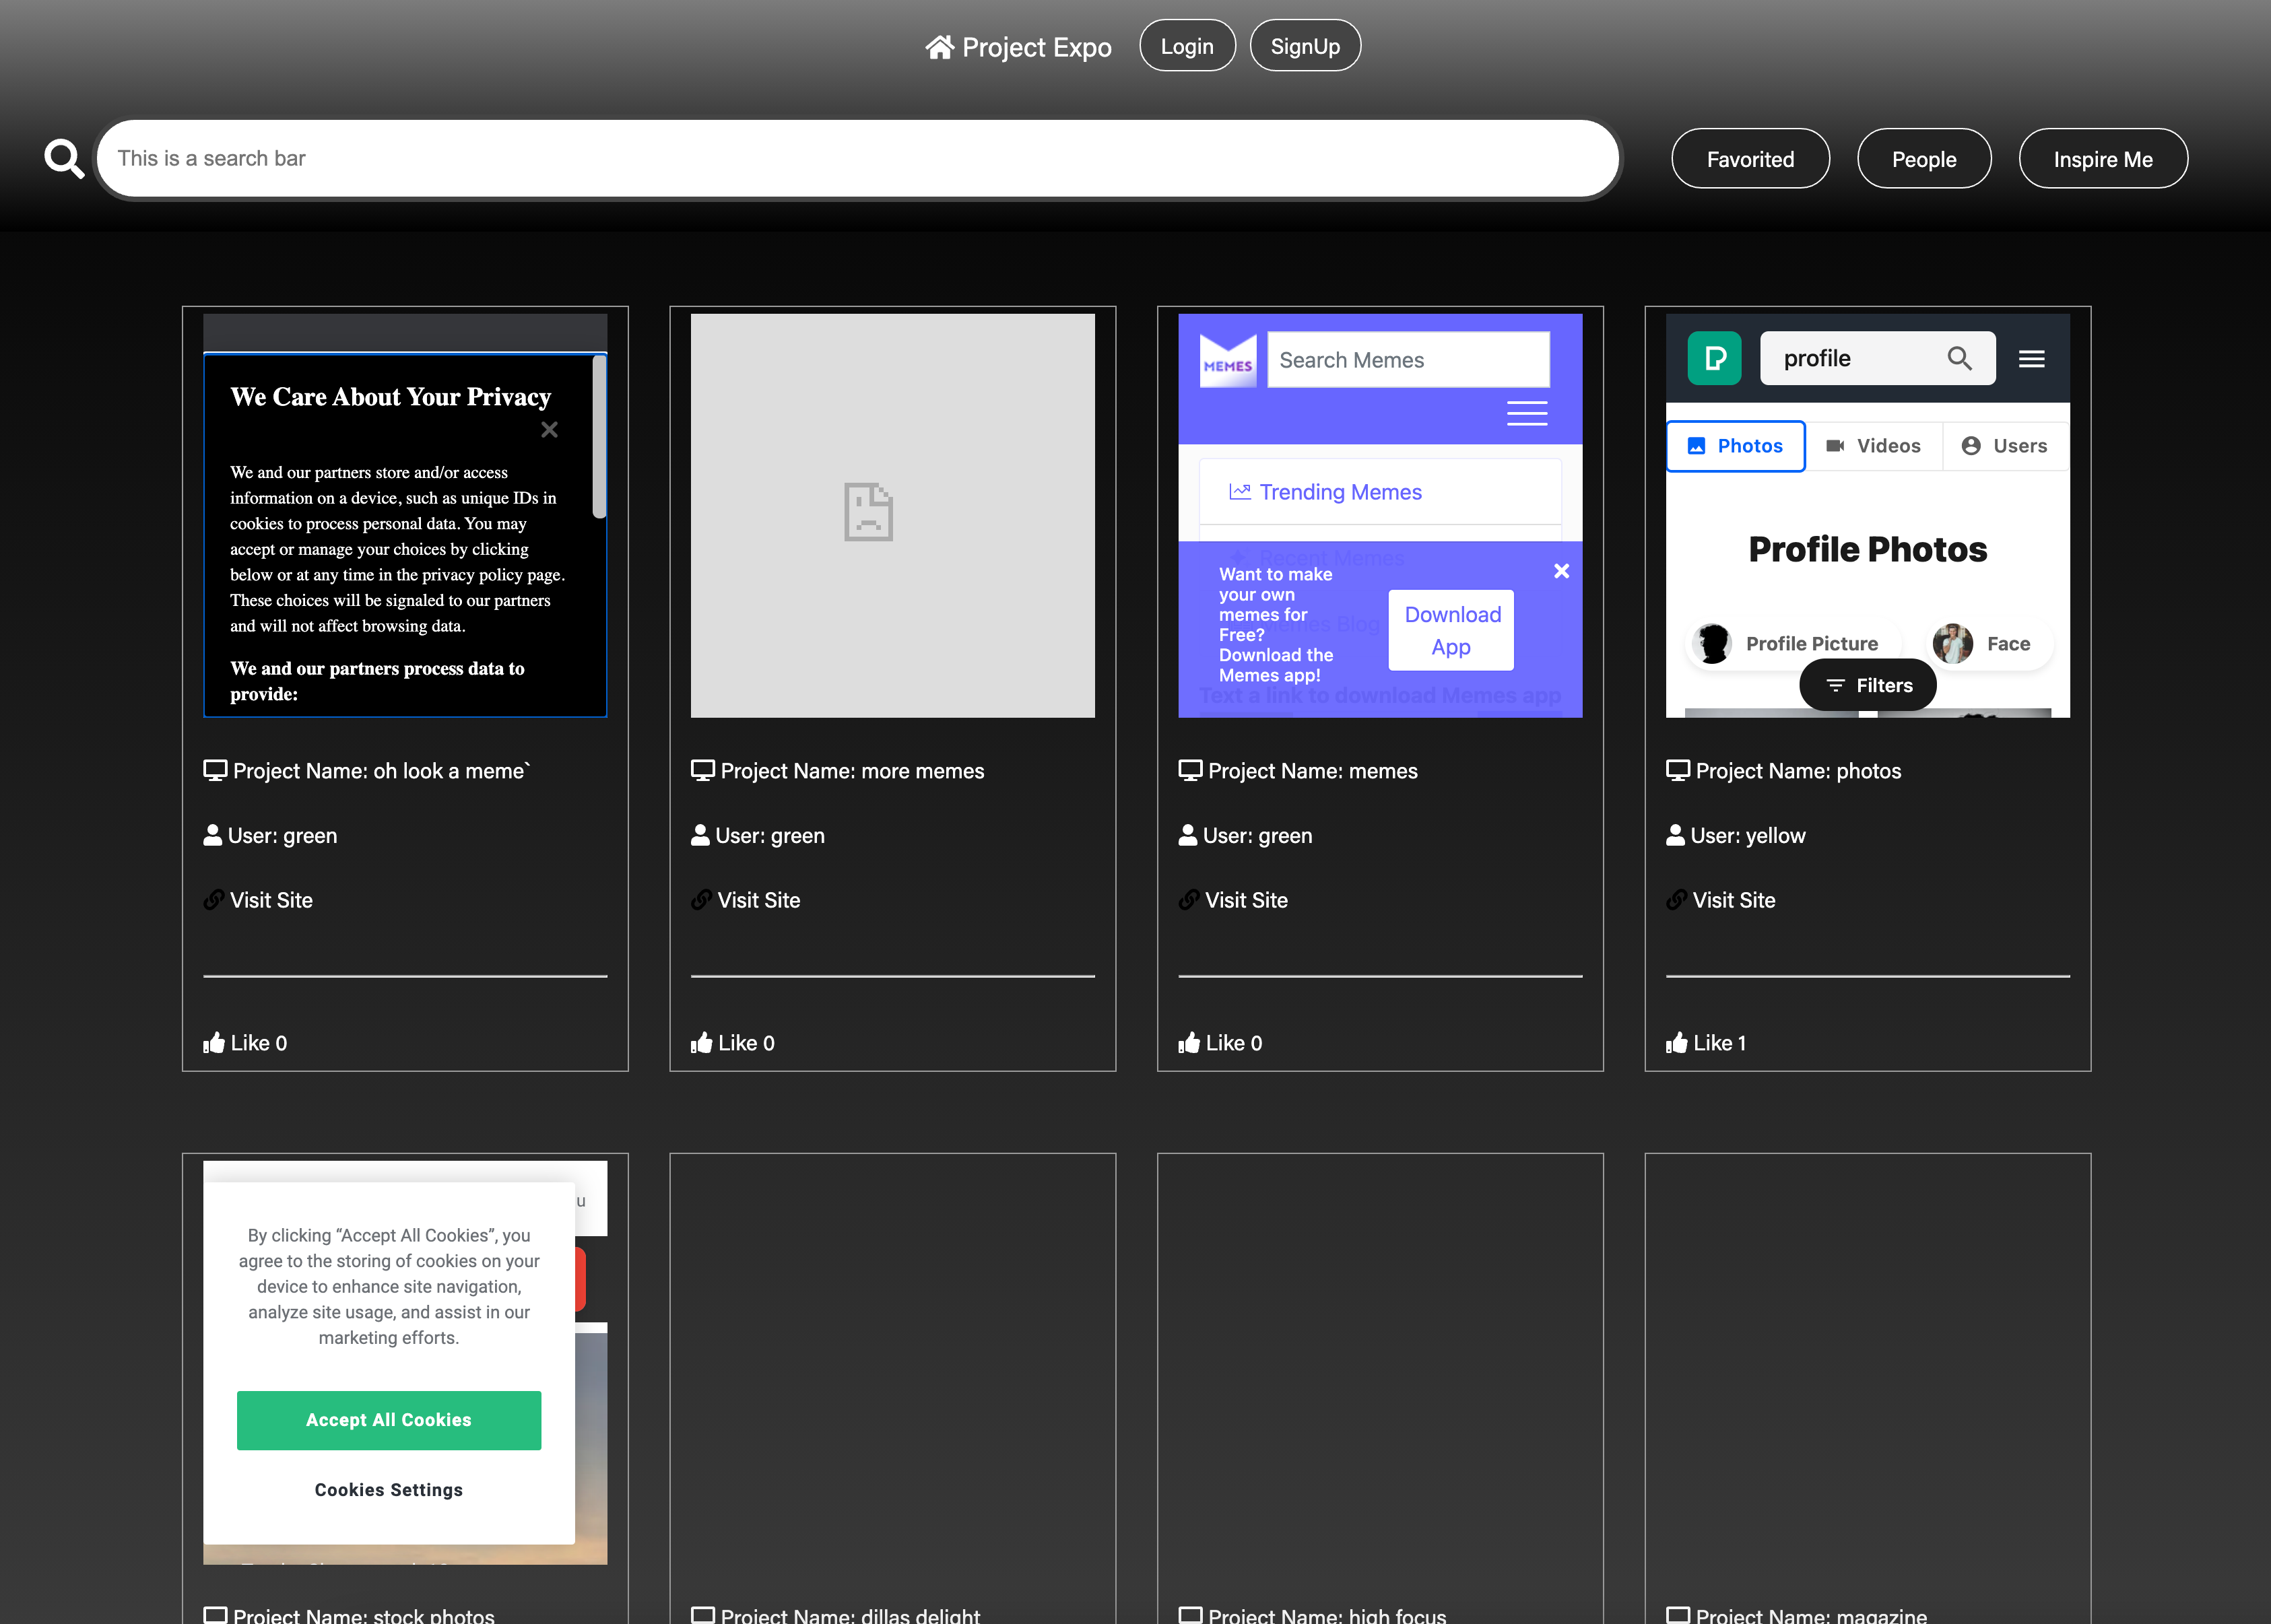 Project Expo Login SignUp
This is a search bar Favorited People Inspire Me
We Care About Your Privacy
We and our partners store and/or access
information on a device, such as unique IDs in
cookies to process personal data. You may
accept or manage your choices by clicking
below or at any time in the privacy policy page.
These choices will be signaled to our partners
and will not affect browsing data.
We and our partners process data to
provide:
Project Name: oh look a meme`
User: green
Visit Site
Like 0
Project Name: more memes
User: green
Visit Site
Like 0
MEMES Search Memes
Trending Memes
Recent Memes
Want to make
your own
memes for
Free?
Download the
Memes app!
Download
App
Memes Blog
Text a link to download Memes app
Project Name: memes
User: green
Visit Site
Like 0
profile
Photos Videos Users
Profile Photos
Profile Picture Face
Filters
Project Name: photos
User: yellow
Visit Site
Like 1
u
By clicking “Accept All Cookies”, you
agree to the storing of cookies on your
device to enhance site navigation,
analyze site usage, and assist in our
marketing efforts.
Accept All Cookies
Cookies Settings
Project Name: stock photos
Project Name: dillas delight
Project Name: high focus
Project Name: magazine